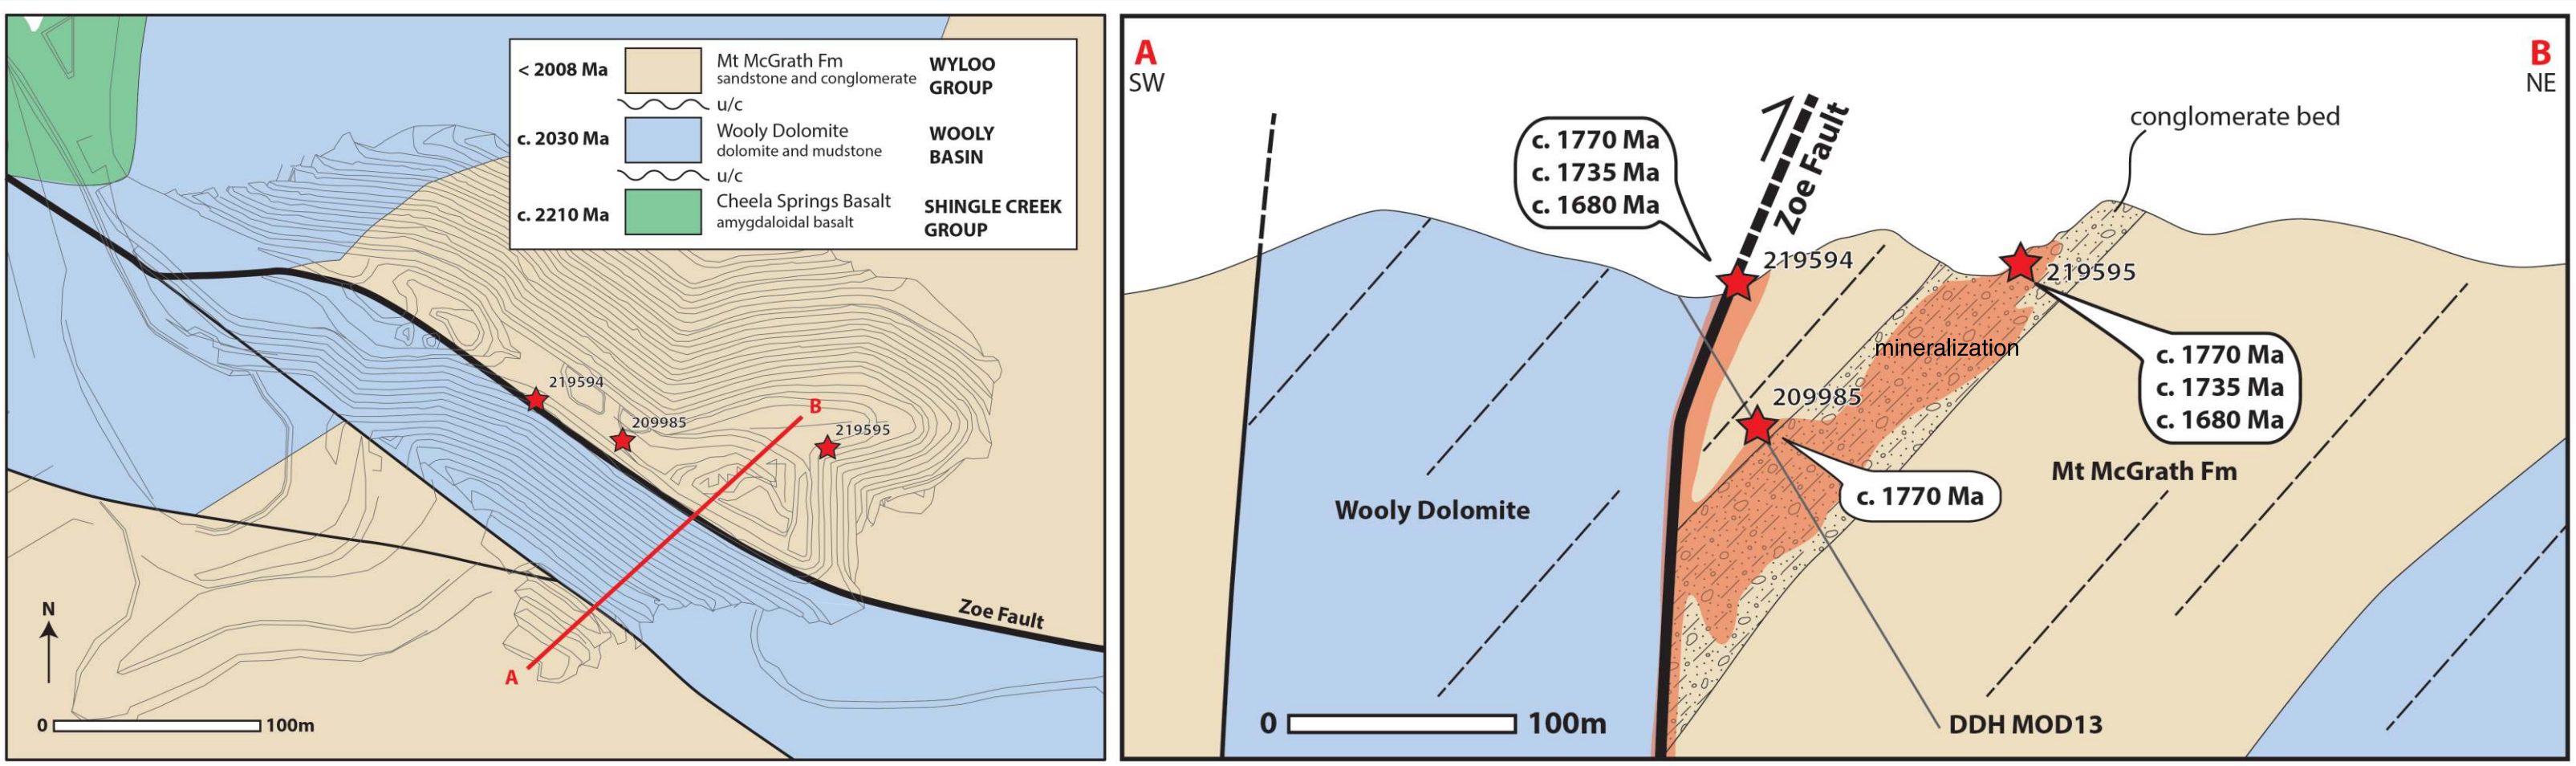 < 2008 Ma
Mt McGrath Fm
sandstone and conglomerate
WYLOO
GROUP
u/c
c. 2030 Ma
Wooly Dolomite
dolomite and mudstone
WOOLY
BASIN
u/c
c. 2210 Ma
Cheela Springs Basalt
amygdaloidal basalt
SHINGLE CREEK
GROUP
219594
209985
B
219595
Zoe Fault
A
N
0 100m
A
SW
B
NE
conglomerate bed
c. 1770 Ma
c. 1735 Ma
c. 1680 Ma
Zoe Fault
219594
219595
mineralization
c. 1770 Ma
c. 1735 Ma
c. 1680 Ma
209985
c. 1770 Ma
Mt McGrath Fm
Wooly Dolomite
0 100m
DDH MOD13